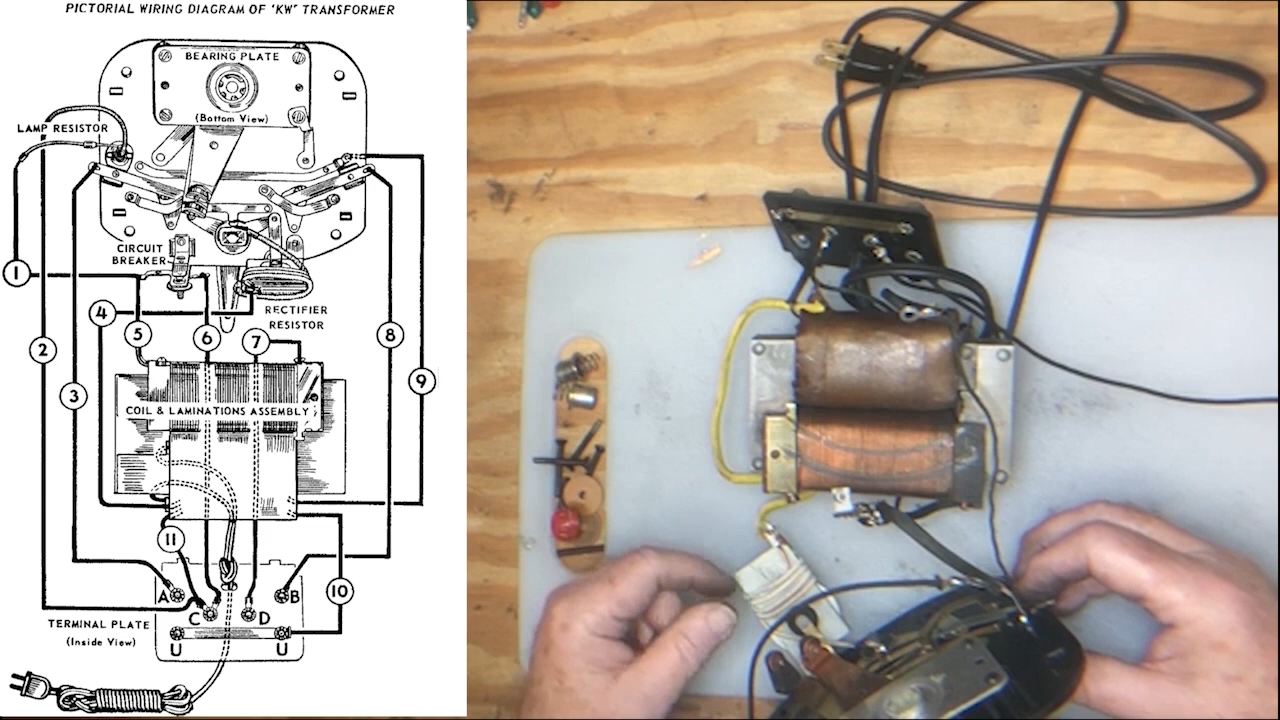 PICTORIAL WIRING DIAGRAM OF 'KW' TRANSFORMER
BEARING PLATE
(Bottom View)
LAMP RESISTOR
CIRCUIT
BREAKER
1
RECTIFIER
RESISTOR
4
5
6
7
8
2
3
9
COIL & LAMINATIONS ASSEMBLY
11
10
A
B
C
D
TERMINAL PLATE
(Inside View)
U
U